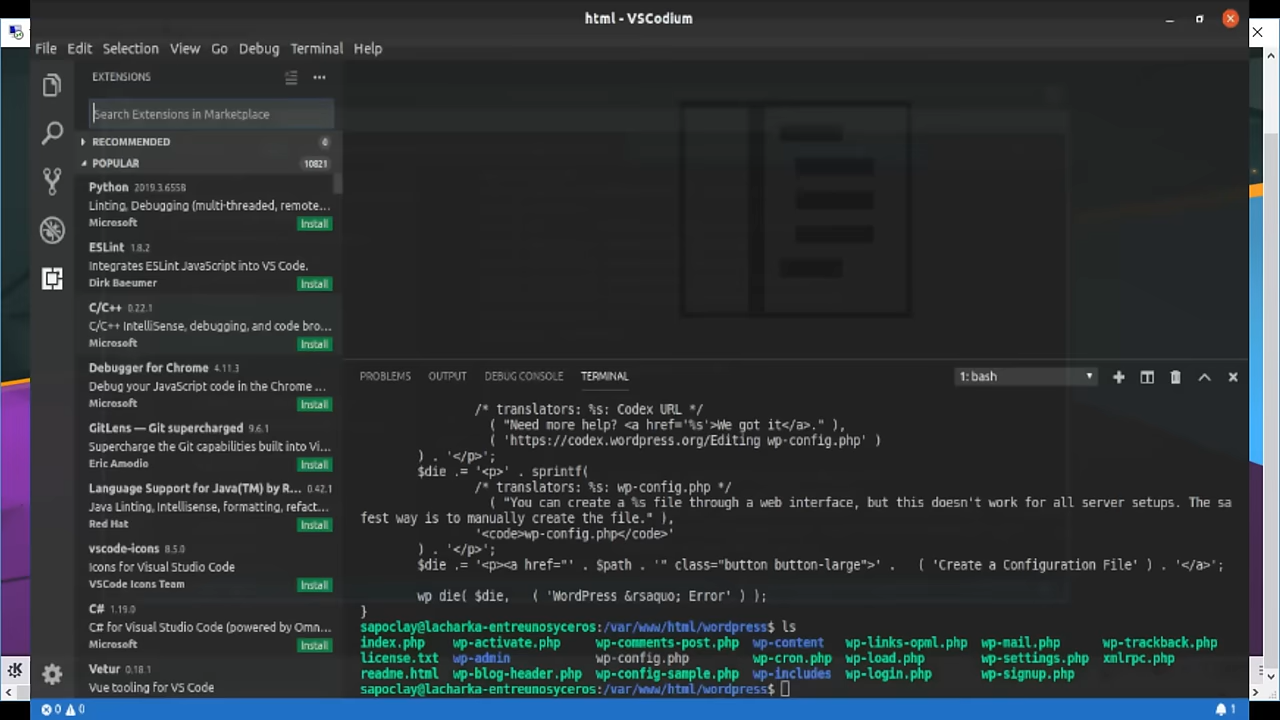 html - VSCodium
File Edit Selection View Go Debug Terminal Help
EXTENSIONS
Search Extensions in Marketplace
RECOMMENDED 0
POPULAR 10821
Python 2019.3.6558
Linting, Debugging (multi-threaded, remote...
Microsoft Install
ESLint 1.8.2
Integrates ESLint JavaScript into VS Code.
Dirk Baeumer Install
C/C++ 0.22.1
C/C++ IntelliSense, debugging, and code bro...
Microsoft Install
Debugger for Chrome 4.11.3
Debug your JavaScript code in the Chrome ...
Microsoft Install
GitLens — Git supercharged 9.6.1
Supercharge the Git capabilities built into Vi...
Eric Amodio Install
Language Support for Java(TM) by R... 0.42.1
Java Linting, Intellisense, formatting, refact...
Red Hat Install
vscode-icons 8.5.0
Icons for Visual Studio Code
VSCode Icons Team Install
C# 1.19.0
C# for Visual Studio Code (powered by Omn...
Microsoft Install
Vetur 0.18.1
Vue tooling for VS Code
PROBLEMS OUTPUT DEBUG CONSOLE TERMINAL 1: bash
/* translators: %s: Codex URL */
( "Need more help? <a href='%s'>We got it</a>." ),
( 'https://codex.wordpress.org/Editing wp-config.php' )
) . '</p>';
$die .= '<p>' . sprintf(
/* translators: %s: wp-config.php */
( "You can create a %s file through a web interface, but this doesn't work for all server setups. The sa
fest way is to manually create the file." ),
'<code>wp-config.php</code>'
) . '</p>';
$die .= '<p><a href="' . $path . '" class="button button-large">' . ( 'Create a Configuration File' ) . '</a>';
wp die( $die, ( 'WordPress &rsaquo; Error' ) );
}
sapoclay@lacharka-entreunosyceros:/var/www/html/wordpress$ ls
index.php wp-activate.php wp-comments-post.php wp-content wp-links-opml.php wp-mail.php wp-trackback.php
license.txt wp-admin wp-config.php wp-cron.php wp-load.php wp-settings.php xmlrpc.php
readme.html wp-blog-header.php wp-config-sample.php wp-includes wp-login.php wp-signup.php
sapoclay@lacharka-entreunosyceros:/var/www/html/wordpress$
0 0 1